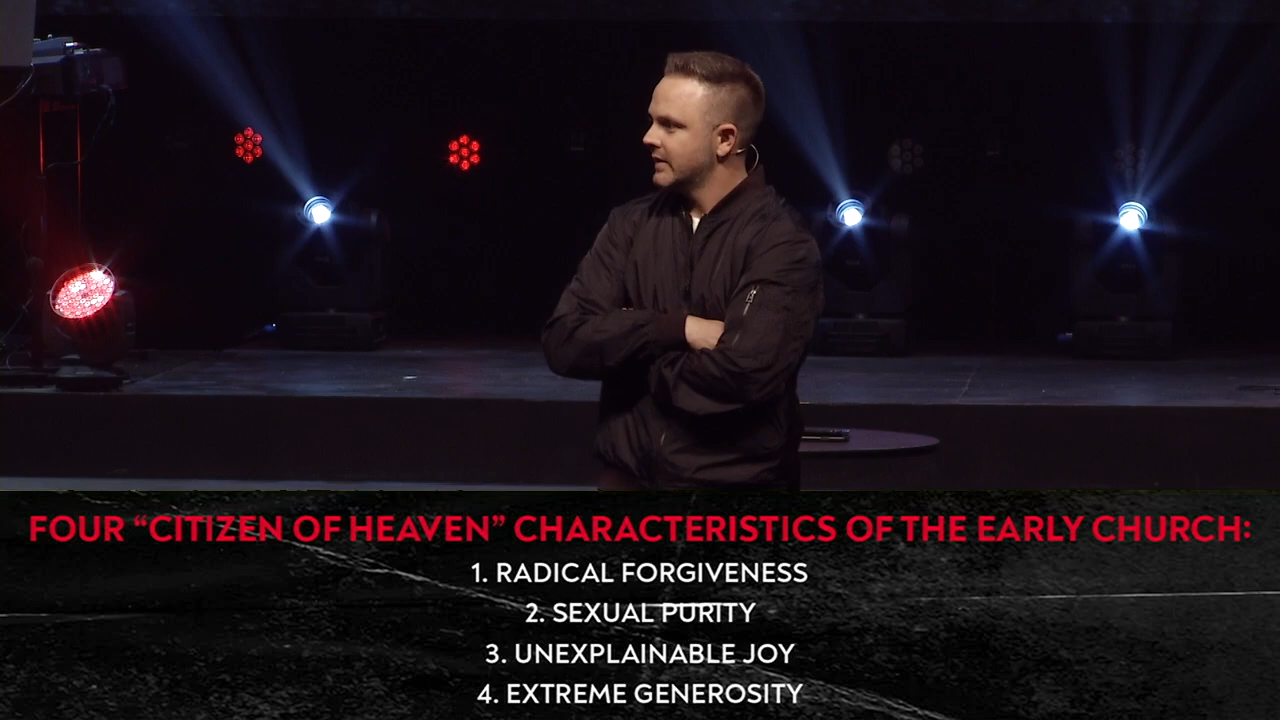 FOUR “CITIZEN OF HEAVEN” CHARACTERISTICS OF THE EARLY CHURCH:
1. RADICAL FORGIVENESS
2. SEXUAL PURITY
3. UNEXPLAINABLE JOY
4. EXTREME GENEROSITY